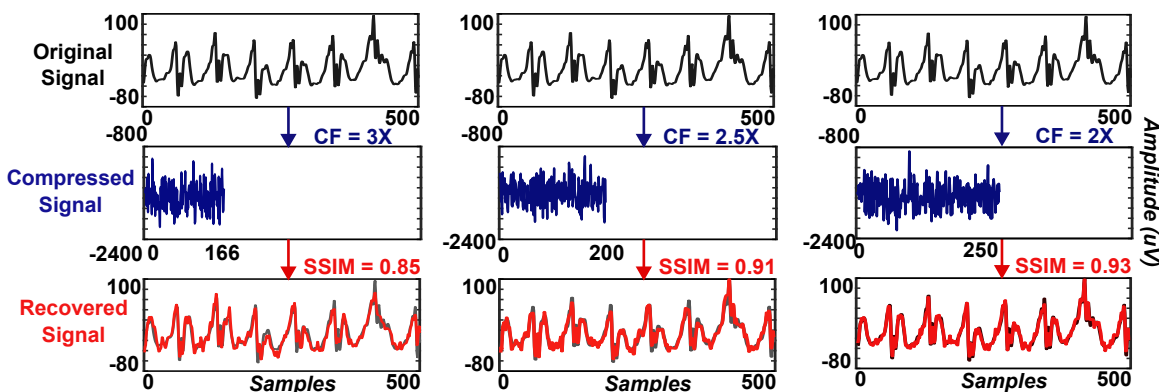 Original
Signal
100
-80
0
500
100
-80
0
500
100
-80
0
500
CF = 3X
CF = 2.5X
CF = 2X
Compressed
Signal
-800
-2400
0
166
-800
-2400
0
200
-800
-2400
0
250
Amplitude (uV)
SSIM = 0.85
SSIM = 0.91
SSIM = 0.93
Recovered
Signal
100
-80
0
Samples
500
100
-80
0
Samples
500
100
-80
0
Samples
500